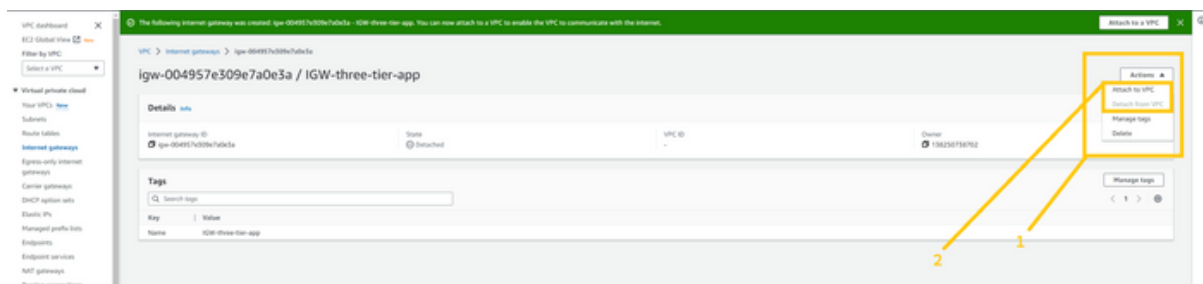 VPC dashboard
EC2 Global View New
Filter by VPC:
Select a VPC
Virtual private cloud
Your VPCs New
Subnets
Route tables
Internet gateways
Egress-only internet
gateways
Carrier gateways
DHCP option sets
Elastic IPs
Managed prefix lists
Endpoints
Endpoint services
NAT gateways
The following internet gateway was created: igw-004957e309e7a0e3a - IGW-three-tier-app. You can now attach to a VPC to enable the VPC to communicate with the internet.
Attach to a VPC
VPC > Internet gateways > igw-004957e309e7a0e3a
igw-004957e309e7a0e3a / IGW-three-tier-app
Actions
Attach to VPC
Detach from VPC
Manage tags
Delete
Details Info
Internet gateway ID
igw-004957e309e7a0e3a
State
Detached
VPC ID
-
Owner
Tags
Manage tags
Search tags
< 1 >
Key Value
Name IGW-three-tier-app
2
1